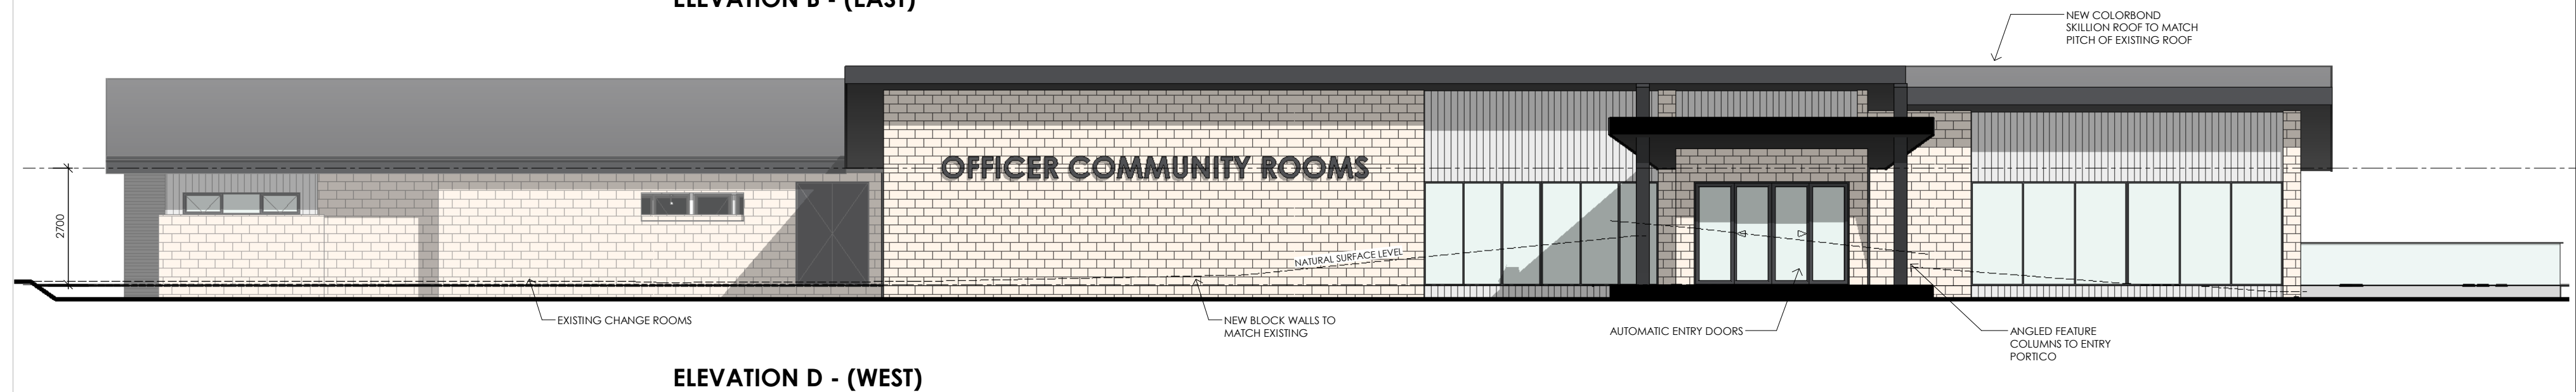 ELEVATION B - (EAST)
NEW COLORBOND
SKILLION ROOF TO MATCH
PITCH OF EXISTING ROOF
OFFICER COMMUNITY ROOMS
2700
NATURAL SURFACE LEVEL
EXISTING CHANGE ROOMS
NEW BLOCK WALLS TO
MATCH EXISTING
AUTOMATIC ENTRY DOORS
ANGLED FEATURE
COLUMNS TO ENTRY
PORTICO
ELEVATION D - (WEST)